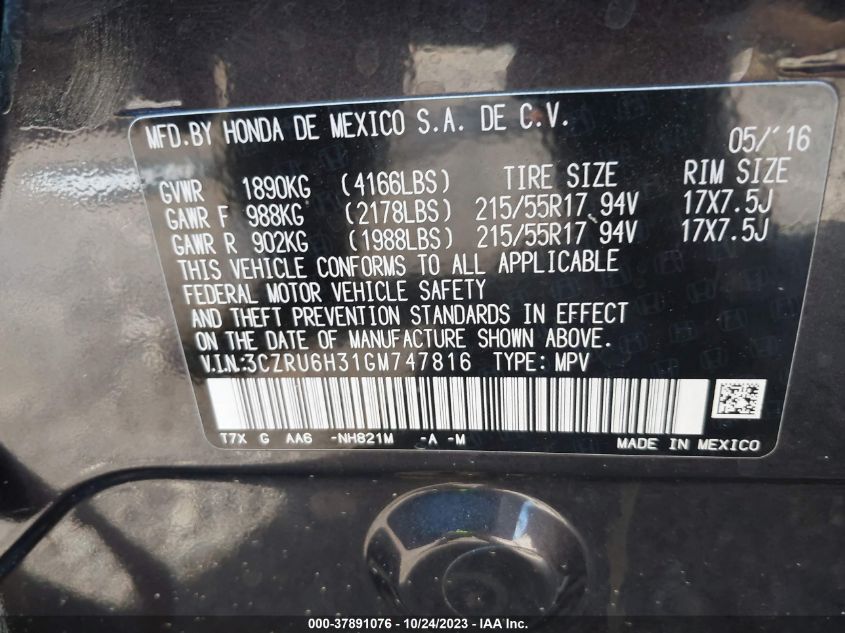 MFD.BY HONDA DE MEXICO S.A. DE C.V.
05/'16
GVWR 1890KG (4166LBS) TIRE SIZE RIM SIZE
GAWR F 988KG (2178LBS) 215/55R17 94V 17X7.5J
GAWR R 902KG (1988LBS) 215/55R17 94V 17X7.5J
THIS VEHICLE CONFORMS TO ALL APPLICABLE
FEDERAL MOTOR VEHICLE SAFETY
AND THEFT PREVENTION STANDARDS IN EFFECT
ON THE DATE OF MANUFACTURE SHOWN ABOVE.
V.I.N.:3CZRU6H31GM747816 TYPE: MPV
T7X G AA6 -NH821M -A -M
MADE IN MEXICO
000-37891076 - 10/24/2023 - IAA Inc.